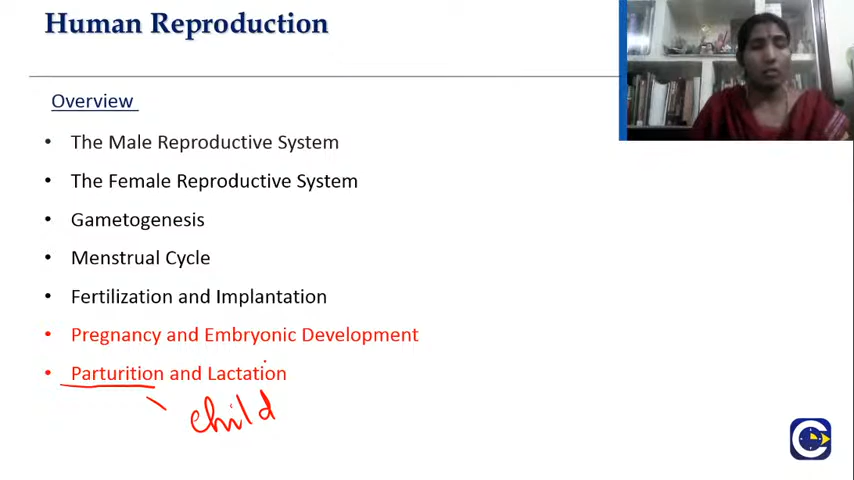 Human Reproduction
Overview
• The Male Reproductive System
• The Female Reproductive System
• Gametogenesis
• Menstrual Cycle
• Fertilization and Implantation
• Pregnancy and Embryonic Development
• Parturition and Lactation
child